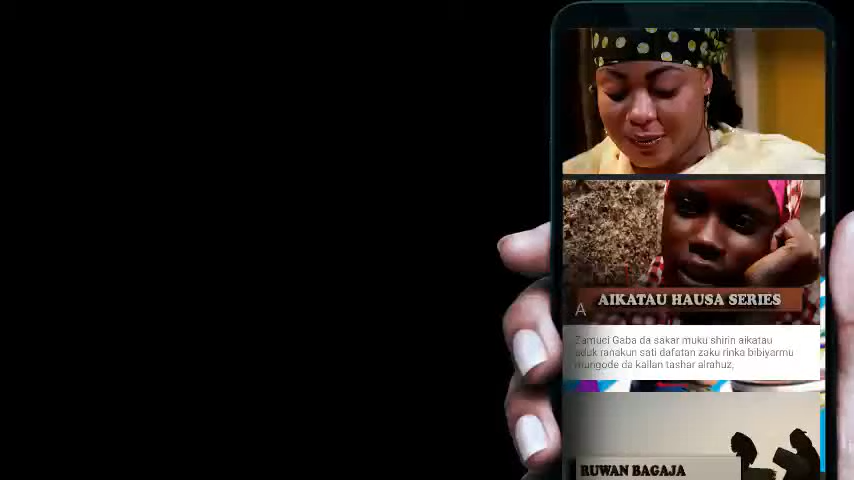 AIKATAU HAUSA SERIES
A
Zamuci Gaba da sakar muku shirin aikatau
aduk ranakun sati dafatan zaku rinka bibiyarmu
mungode da kallan tashar alrahuz,
RUWAN BAGAJA